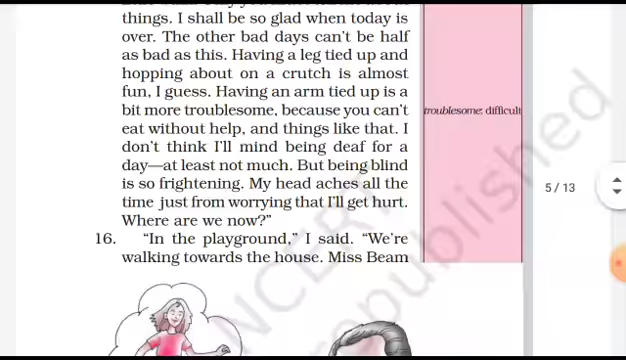 things. I shall be so glad when today is
over. The other bad days can't be half
as bad as this. Having a leg tied up and
hopping about on a crutch is almost
fun, I guess. Having an arm tied up is a
bit more troublesome, because you can't
eat without help, and things like that. I
don't think I'll mind being deaf for a
day—at least not much. But being blind
is so frightening. My head aches all the
time just from worrying that I'll get hurt.
Where are we now?”
16. “In the playground,” I said. “We're
walking towards the house. Miss Beam
troublesome: difficult
5 / 13
NCERT
republished